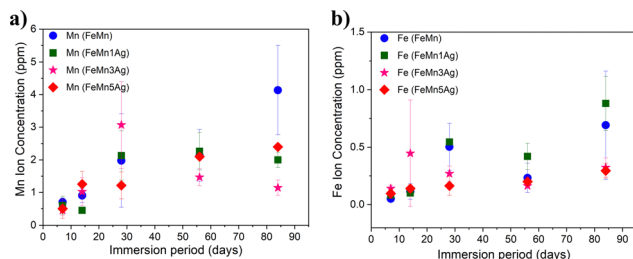 a)
Mn Ion Concentration (ppm)
6
5
4
3
2
1
0
Mn (FeMn)
Mn (FeMn1Ag)
Mn (FeMn3Ag)
Mn (FeMn5Ag)
0 10 20 30 40 50 60 70 80 90
Immersion period (days)
b)
Fe Ion Concentration (ppm)
1.5
1.0
0.5
0.0
Fe (FeMn)
Fe (FeMn1Ag)
Fe (FeMn3Ag)
Fe (FeMn5Ag)
0 10 20 30 40 50 60 70 80 90
Immersion period (days)